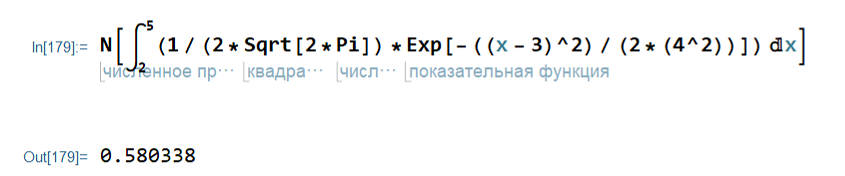 In[179]:= N[∫₂⁵ (1 / (2 * Sqrt[2 * Pi]) * Exp[- ((x - 3)^2) / (2 * (4^2))]) ⅆx]
численное пр··· квадра··· числ··· показательная функция
Out[179]= 0.580338